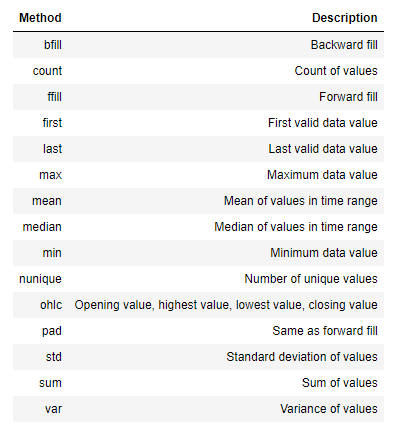 Method Description
bfill Backward fill
count Count of values
ffill Forward fill
first First valid data value
last Last valid data value
max Maximum data value
mean Mean of values in time range
median Median of values in time range
min Minimum data value
nunique Number of unique values
ohlc Opening value, highest value, lowest value, closing value
pad Same as forward fill
std Standard deviation of values
sum Sum of values
var Variance of values